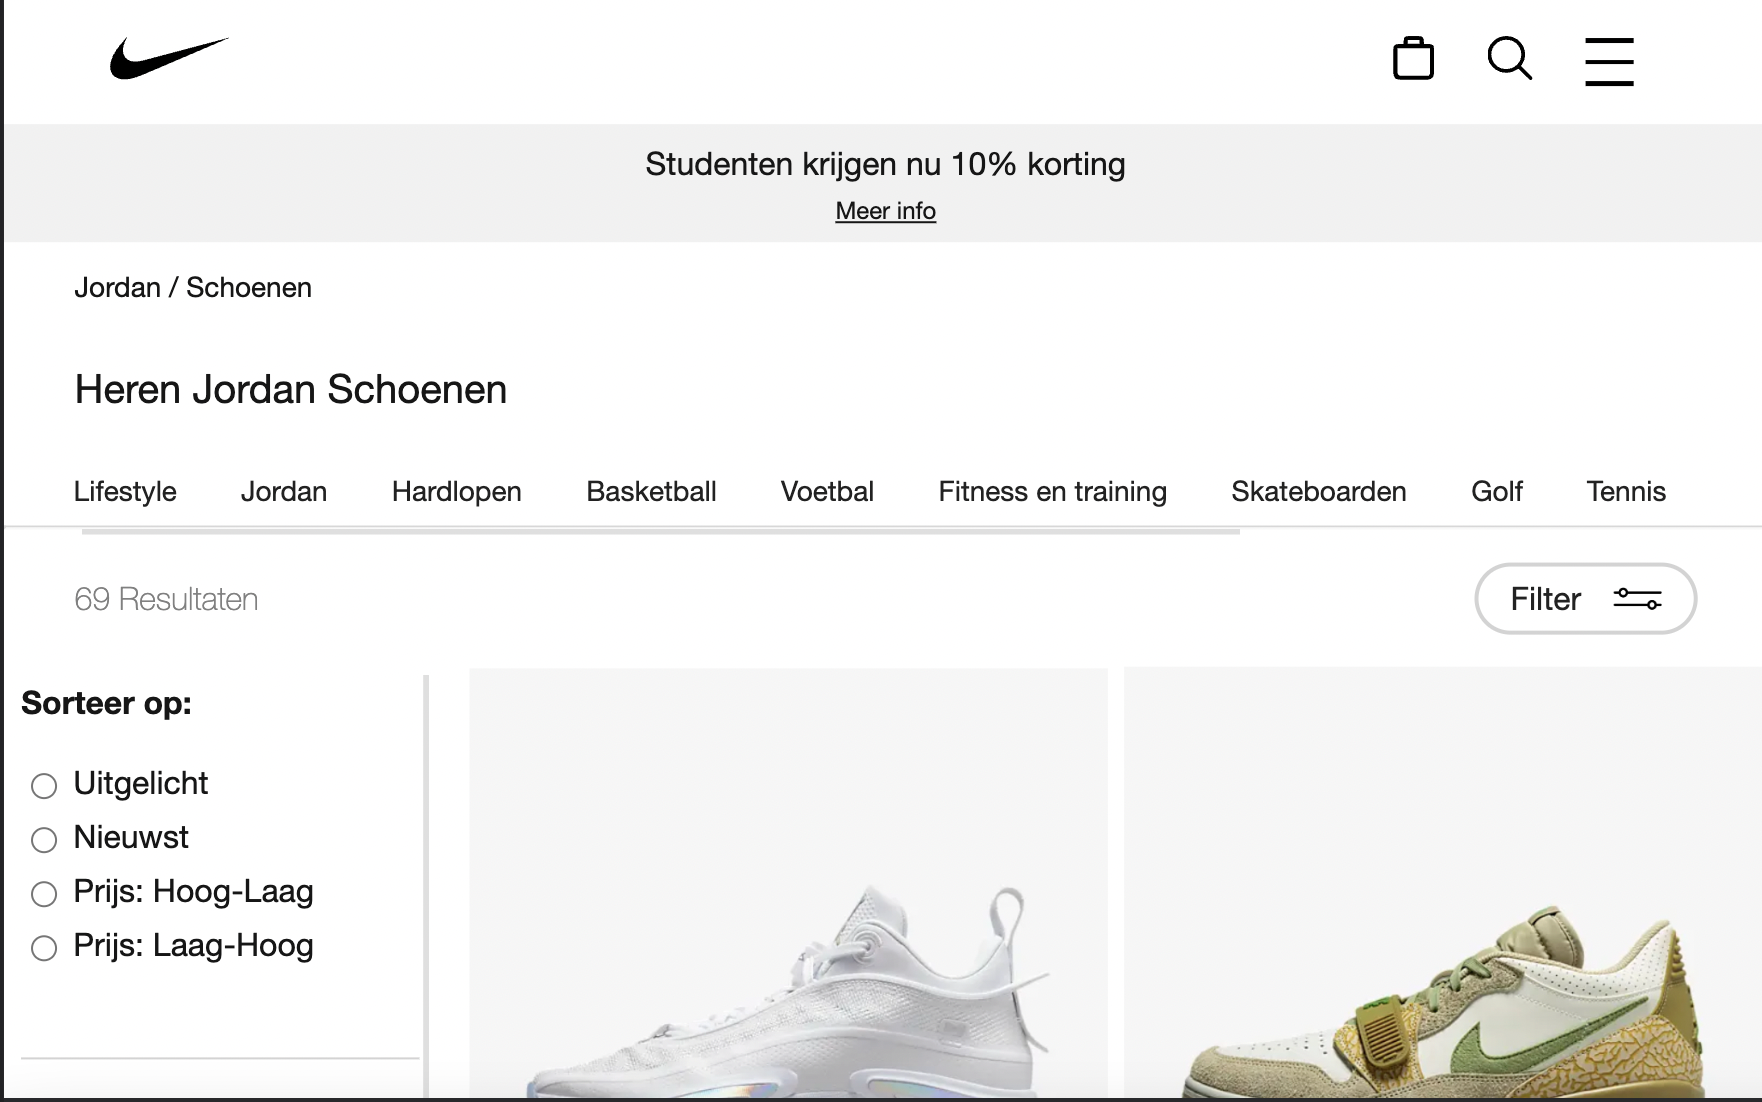 Studenten krijgen nu 10% korting
Meer info
Jordan / Schoenen
Heren Jordan Schoenen
Lifestyle Jordan Hardlopen Basketball Voetbal Fitness en training Skateboarden Golf Tennis
69 Resultaten
Filter
Sorteer op:
Uitgelicht
Nieuwst
Prijs: Hoog-Laag
Prijs: Laag-Hoog